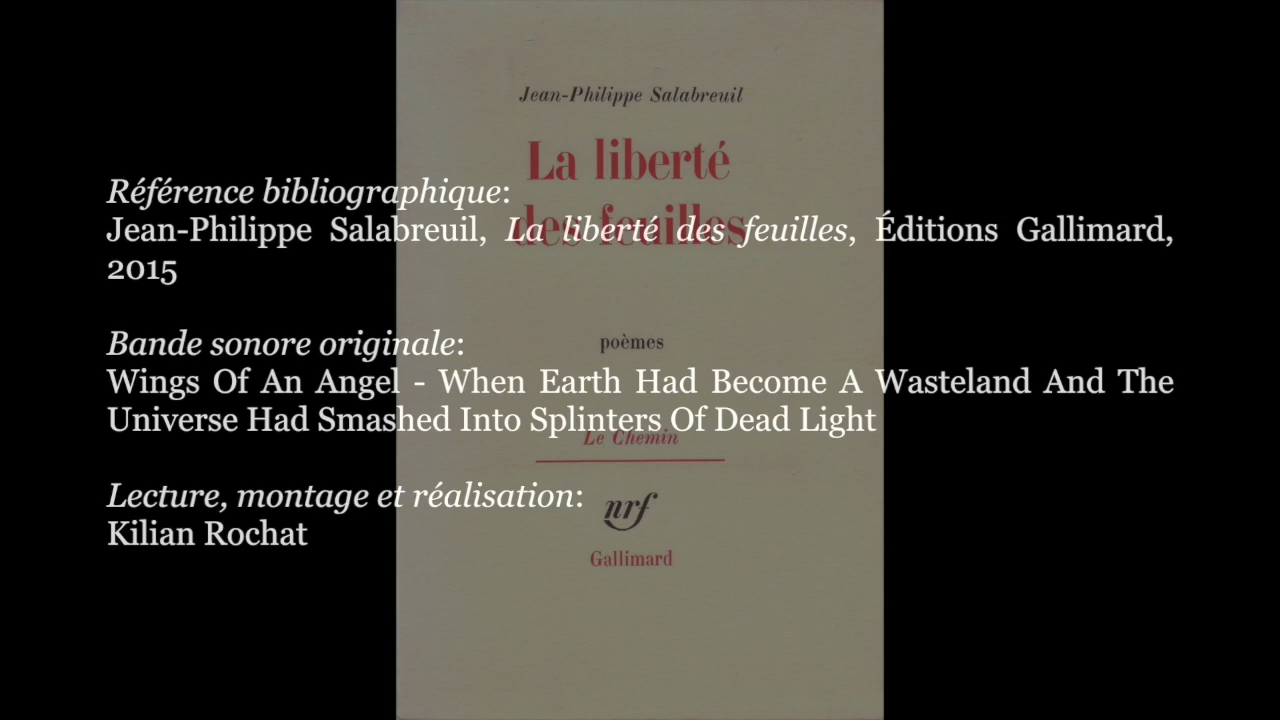 Jean-Philippe Salabreuil
La liberté
des feuilles
Référence bibliographique:
Jean-Philippe Salabreuil, La liberté des feuilles, Éditions Gallimard,
2015
poèmes
Bande sonore originale:
Wings Of An Angel - When Earth Had Become A Wasteland And The
Universe Had Smashed Into Splinters Of Dead Light
Le Chemin
Lecture, montage et réalisation:
Kilian Rochat
nrf
Gallimard